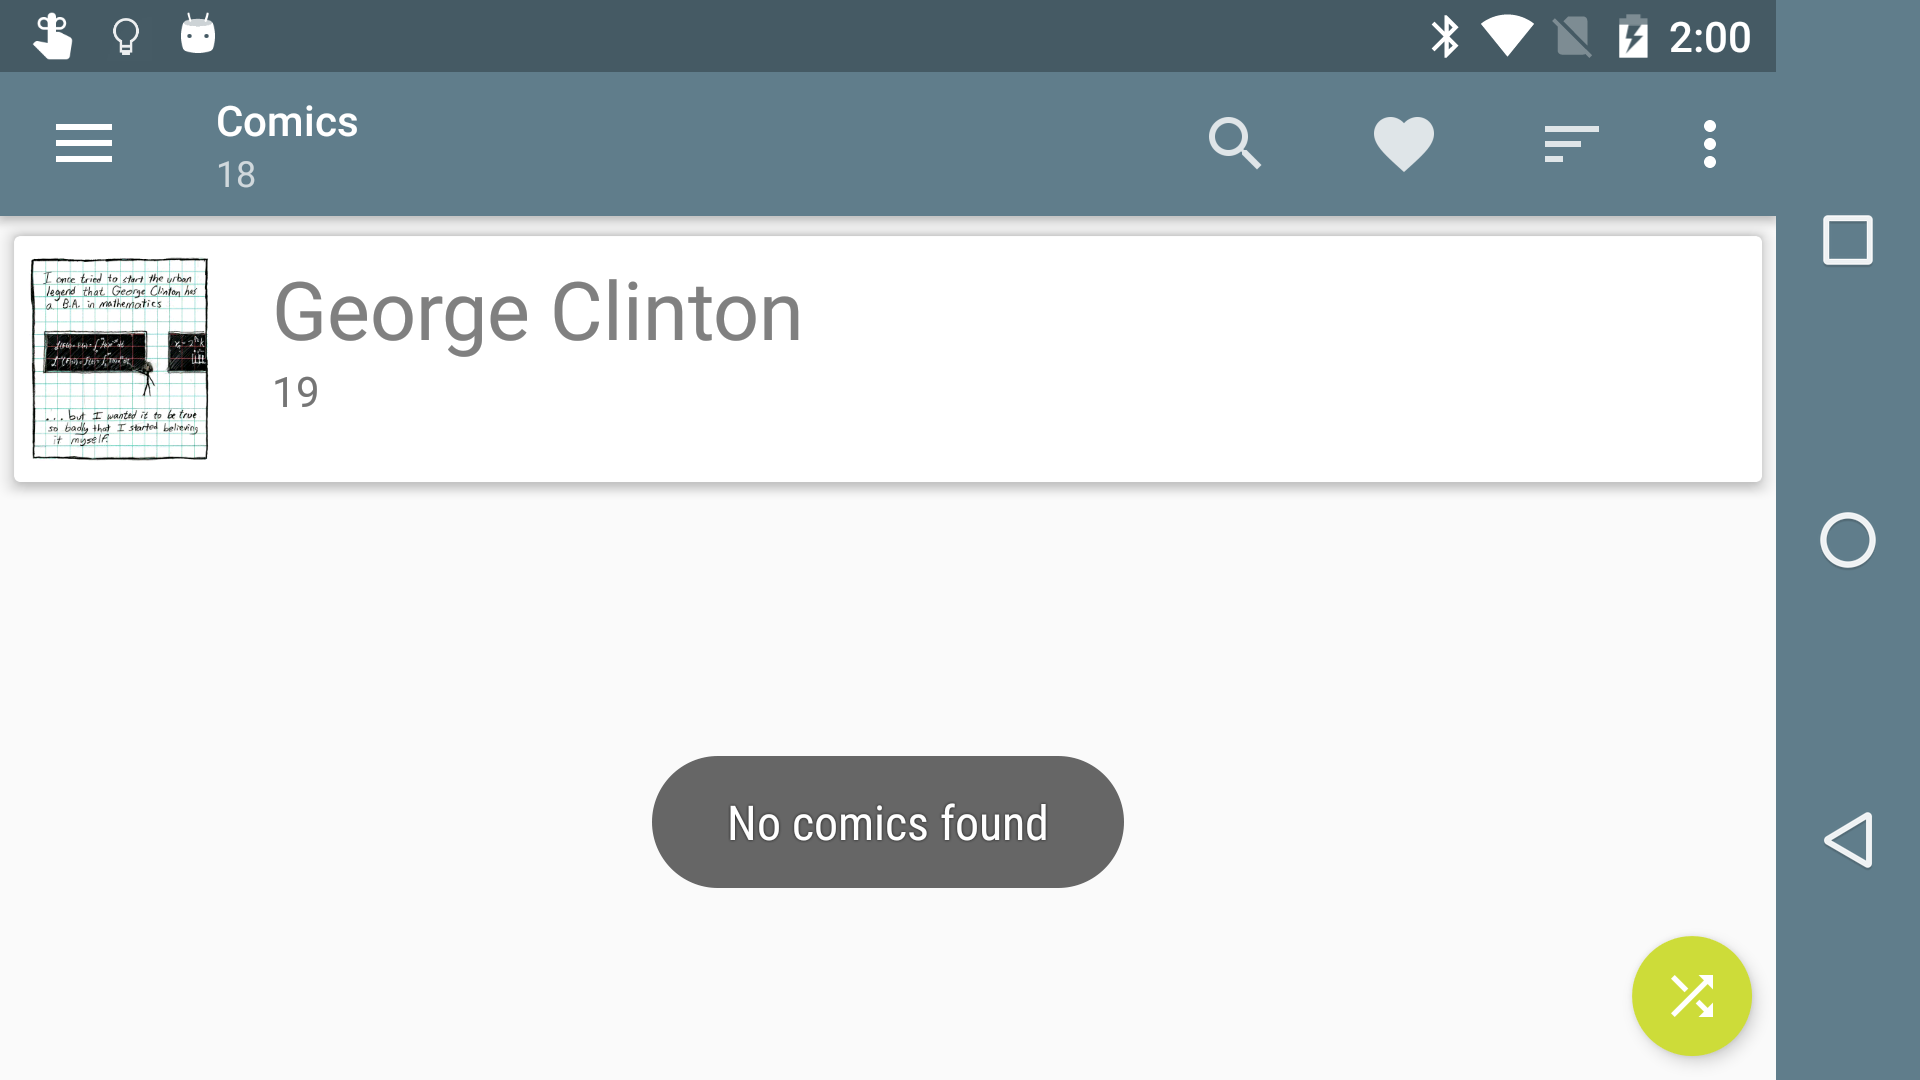 2:00
Comics
18
I once tried to start the urban
legend that George Clinton has
a B.A. in mathematics
George Clinton
19
...but I wanted it to be true
so badly that I started believing
it myself.
No comics found